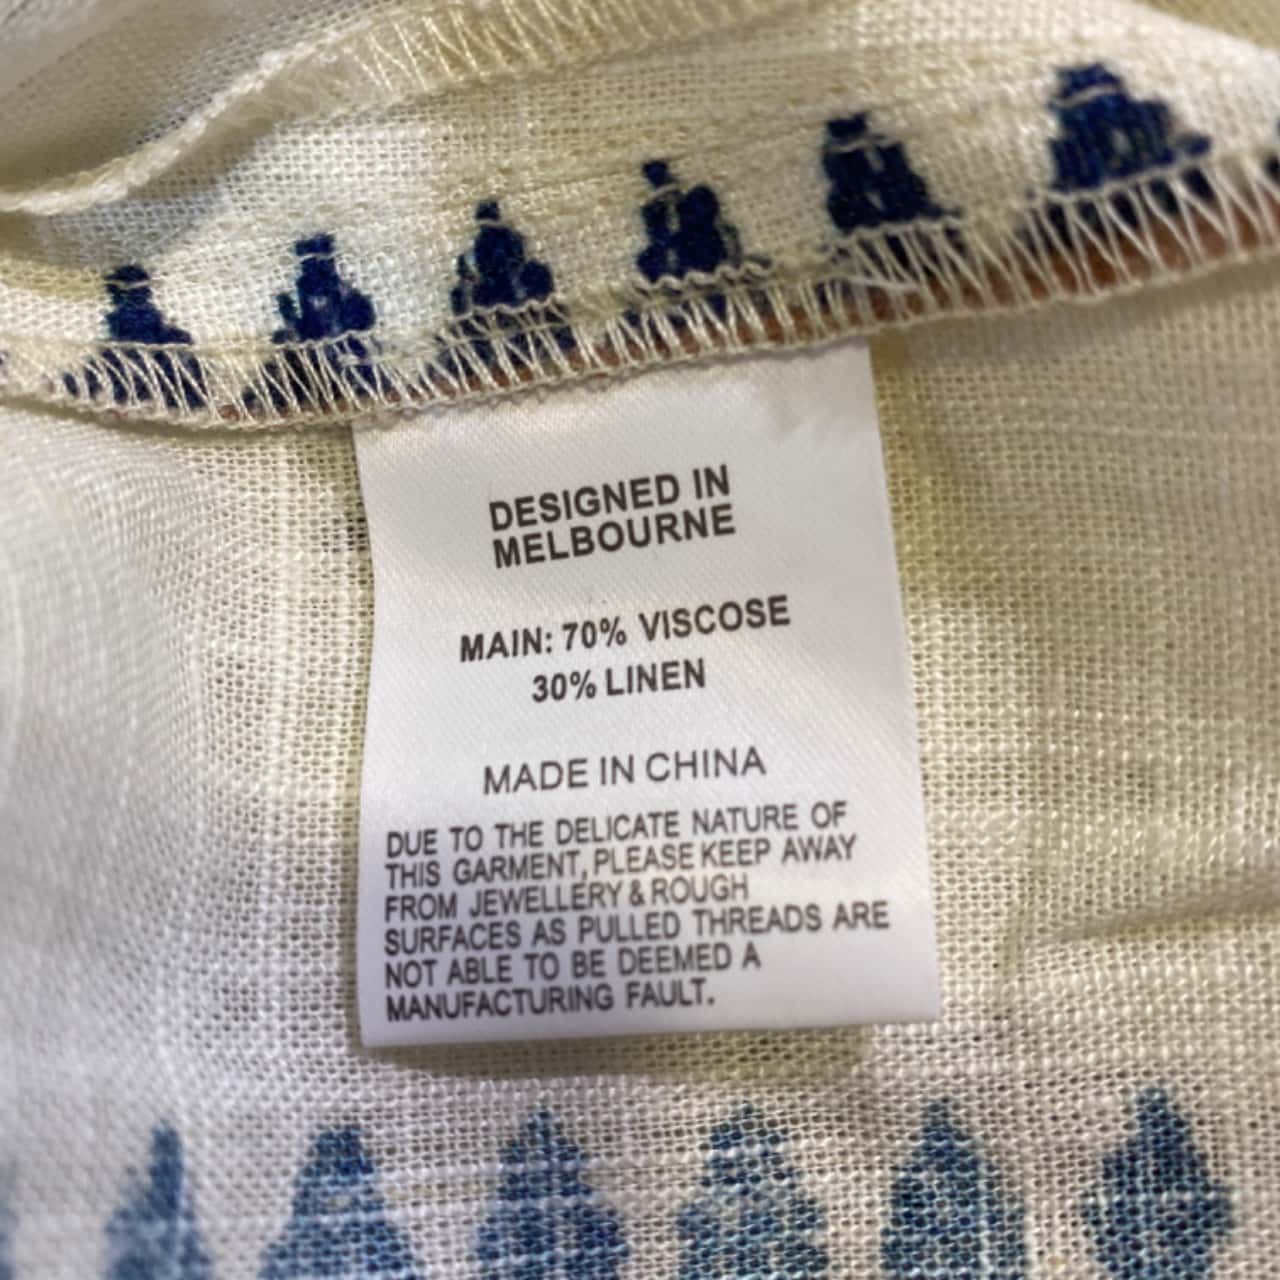 DESIGNED IN
MELBOURNE
MAIN: 70% VISCOSE
30% LINEN
MADE IN CHINA
DUE TO THE DELICATE NATURE OF
THIS GARMENT, PLEASE KEEP AWAY
FROM JEWELLERY & ROUGH
SURFACES AS PULLED THREADS ARE
NOT ABLE TO BE DEEMED A
MANUFACTURING FAULT.